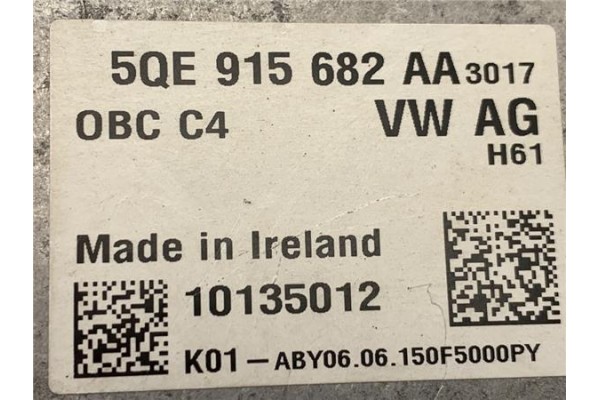 5QE 915 682 AA 3017
OBC C4 VW AG
H61
Made in Ireland
10135012
K01-ABY06.06.150F5000PY